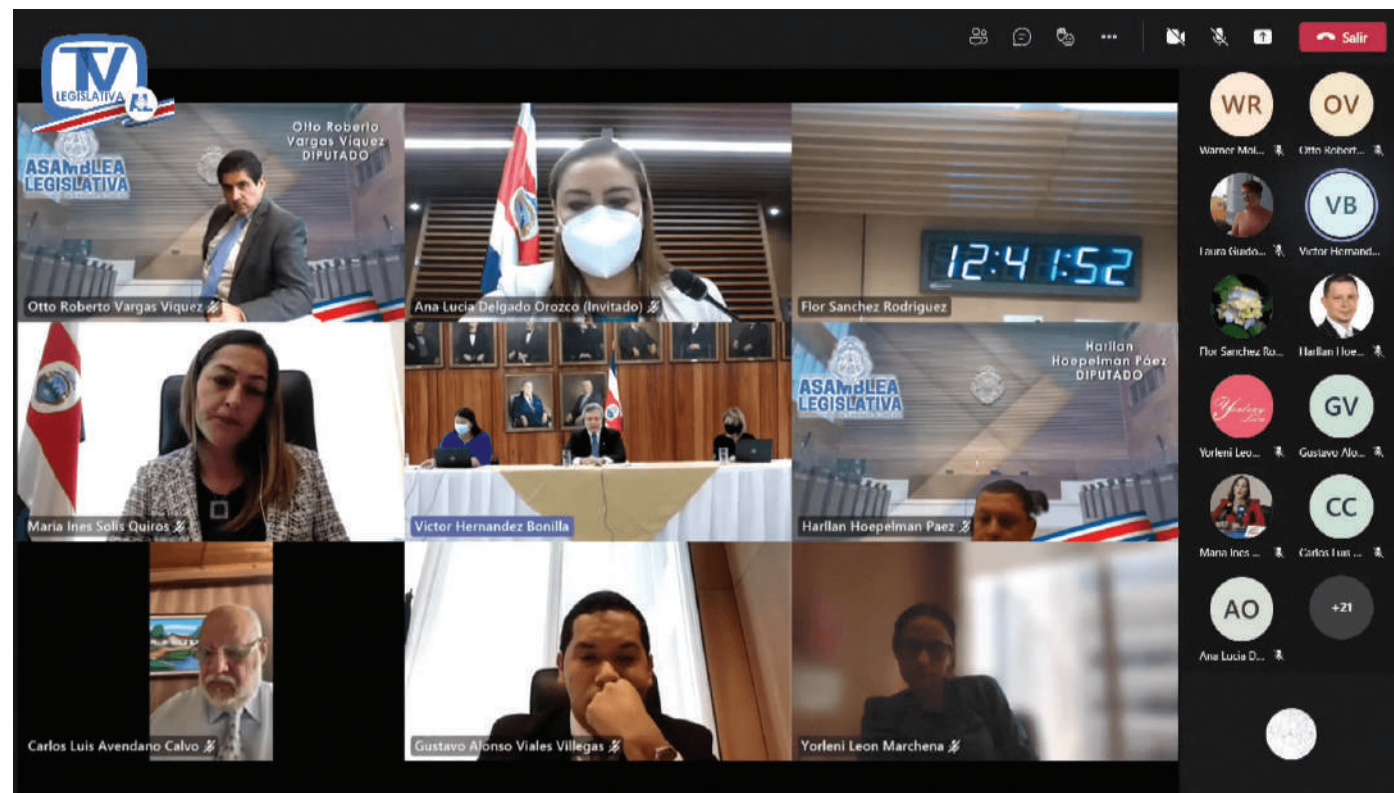 Salir
TV
LEGISLATIVA
AL
ASAMBLEA
LEGISLATIVA
Otto Roberto
Vargas Víquez
DIPUTADO
Otto Roberto Vargas Viquez
Ana Lucia Delgado Orozco (Invitado)
12:41:52
Flor Sanchez Rodriguez
Maria Ines Solis Quiros
Victor Hernandez Bonilla
ASAMBLEA
LEGISLATIVA
Harllan
Hoepelman Páez
DIPUTADO
Harllan Hoepelman Paez
Carlos Luis Avendano Calvo
Gustavo Alonso Viales Villegas
Yorleni Leon Marchena
WR
Warner Mol...
OV
Otto Robert...
Laura Guido...
VB
Victor Hernand...
Flor Sanchez Ro...
Harllan Hoe...
Yorleni Leo...
GV
Gustavo Alo...
Maria Ines ...
CC
Carlos Luis ...
AO
Ana Lucia D...
+21